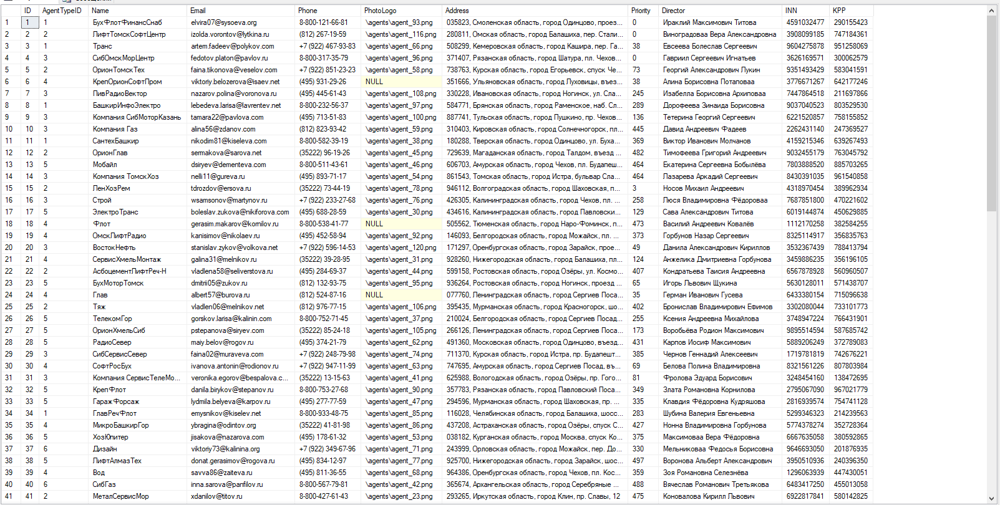 ID AgentTypeID Name Email Phone PhotoLogo Address Priority Director INN KPP
1 1 1 БухФлотФинансСнаб elvira07@sysoeva.org 8-800-121-66-81 \agents\agent_93.png 035823, Смоленская область, город Одинцово, проез... 0 Ираклий Максимович Титова 4591032477 290155423
2 2 2 ЛифтТомскСофтЦентр izolda.vorontov@lytkina.ru (812) 267-19-59 \agents\agent_116.png 280811, Омская область, город Балашиха, пер. Стали... 0 Виноградоваа Вера Александровна 3908099185 747184361
3 3 1 Транс artem.fadeev@polykov.com +7 (922) 467-93-83 \agents\agent_66.png 508299, Кемеровская область, город Кашира, пер. Га... 38 Евсеева Болеслав Сергеевич 9604275878 951258069
4 4 3 СибОмскМорЦентр fedotov.platon@pavlov.ru 8-800-317-35-79 \agents\agent_96.png 371407, Рязанская область, город Шатура, пл. Чехов... 0 Гавриил Сергеевич Игнатьев 3626169571 300062579
5 5 2 ОрионТомскТех faina.tikonova@veselov.com +7 (922) 851-23-23 \agents\agent_58.png 738763, Курская область, город Егорьевск, спуск Че... 73 Георгий Александрович Лукин 9351493429 583041591
6 6 4 КрепОрионСофтПром viktoriy.belozerova@isaev.net (495) 931-29-26 NULL 351666, Ульяновская область, город Луховицы, въез... 38 Алина Борисовна Потаповаа 3776671267 642177246
7 7 3 ПивРадиоВектор nazarov.polina@voronova.ru (495) 445-61-43 \agents\agent_108.png 330228, Ивановская область, город Ногинск, ул. Сла... 245 Изабелла Борисовна Архиповаа 7447864518 211697866
8 8 1 БашкирИнфоЭлектро lebedeva.larisa@lavrentev.net 8-800-232-56-37 \agents\agent_97.png 584771, Брянская область, город Раменское, наб. Сл... 289 Дорофеева Зинаида Борисовна 9037040523 803529530
9 9 3 Компания СибМоторКазань tamara22@pavlova.com (495) 713-51-83 \agents\agent_100.png 887741, Тульская область, город Пушкино, пр. Чехов... 136 Тетерина Георгий Сергеевич 6221520857 758155852
10 10 3 Компания Газ alina56@zdanov.com (812) 823-93-42 \agents\agent_59.png 310403, Кировская область, город Солнечногорск, пл... 445 Давид Андреевич Фадеев 2262431140 247369527
11 11 1 СантехБашкир nikodim81@kiseleva.com 8-800-582-39-19 \agents\agent_38.png 180288, Тверская область, город Одинцово, ул. Буха... 369 Виктор Иванович Молчанов 4159215346 639267493
12 12 2 ОрионГлав sermakova@sarova.net (35222) 96-19-26 \agents\agent_45.png 729639, Магаданская область, город Талдом, въезд ... 482 Тимофеева Григорий Андреевич 9032455179 763045792
13 13 5 Мобайл dsiryev@dementeva.com 8-800-511-43-61 \agents\agent_46.png 606703, Амурская область, город Чехов, пл. Будапеш... 464 Екатерина Сергеевна Бобылёва 7803888520 885703265
14 14 3 Компания ТомскХоз nelli11@gureva.ru (495) 893-71-17 \agents\agent_54.png 861543, Томская область, город Истра, бульвар Сла... 464 Лазарева Аркадий Сергеевич 8430391035 961540858
15 15 2 ЛенХозРем tdrozdov@ersova.ru (35222) 73-44-19 \agents\agent_78.png 946112, Волгоградская область, город Шаховская, п... 3 Носов Михаил Андреевич 4318970454 389962934
16 16 3 Строй wsamsonov@martynov.ru +7 (922) 233-27-68 \agents\agent_76.png 426305, Калининградская область, город Чехов, пл. ... 258 Люся Владимировна Фёдороваа 7687851800 470221602
17 17 5 ЭлектроТранс boleslav.zukova@nikiforova.com (495) 688-28-59 \agents\agent_30.png 434616, Калининградская область, город Павловски... 129 Сава Александрович Титова 6019144874 450629885
18 18 4 Флот gerasim.makarov@kornilov.ru 8-800-538-41-77 NULL 505562, Тюменская область, город Наро-Фоминск, п... 473 Василий Андреевич Ковалёв 1112170258 382584255
19 19 4 ОмскЛифтРадио kanisimov@nikolaev.ru (495) 452-58-94 \agents\agent_92.png 146093, Белгородская область, город Можайск, пл. ... 373 Горбунов Назар Сергеевич 8325114917 356835763
20 20 3 ВостокНефть stanislav.zykov@volkova.net +7 (922) 596-14-53 \agents\agent_120.png 171297, Оренбургская область, город Зарайск, прое... 49 Данила Александрович Кириллов 3532367439 788413794
21 21 4 СервисХмельМонтаж galina31@melnikov.ru (35222) 39-28-95 \agents\agent_31.png 928260, Нижегородская область, город Балашиха, пл... 124 Анжелика Дмитриевна Горбунова 3459886235 356196105
22 22 2 АсбоцементЛифтРеч-Н vladlena58@seliverstova.ru (495) 284-69-37 \agents\agent_44.png 599158, Ростовская область, город Озёры, ул. Космо... 407 Кондратьева Таисия Андреевна 6567878928 560960507
23 23 5 БухМоторТомск dmitrii05@zukov.ru (812) 132-93-75 \agents\agent_95.png 936264, Ростовская область, город Ногинск, проезд ... 65 Игорь Львович Щукина 5630128011 571438707
24 24 4 Глав albert57@burova.ru (812) 524-87-16 NULL 077760, Ленинградская область, город Сергиев Поса... 35 Герман Иванович Гусева 6433380154 715096638
25 25 2 Тяж vladlen06@melnikov.net (812) 976-77-15 \agents\agent_106.png 395435, Мурманская область, город Красногорск, шо... 402 Бронислав Владимирович Ефимов 3302080044 733101773
26 26 5 ТелекомГор gorskov.larisa@kalinin.com 8-800-752-71-45 \agents\agent_37.png 210024, Белгородская область, город Сергиев Посад... 255 Ксения Андреевна Михайлова 3748947224 766431901
27 27 5 ОрионХмельСиб pstepanova@siryev.com (35222) 85-24-18 \agents\agent_105.png 266126, Ленинградская область, город Сергиев Поса... 173 Воробьёва Родион Максимович 9895514594 587685742
28 28 5 РадиоСевер maiy.belov@rogov.ru (495) 374-21-79 \agents\agent_62.png 491360, Московская область, город Одинцово, въезд... 431 Карпов Иосиф Максимович 5889206249 372789083
29 29 3 СибСервисСевер faina02@muraveva.com +7 (922) 248-79-98 \agents\agent_74.png 711370, Курская область, город Истра, пр. Будапешт... 385 Чернов Геннадий Алексеевич 1719781819 742676221
30 30 4 СофтРосБух ivanova.antonin@rodionov.ru +7 (922) 947-11-99 \agents\agent_63.png 747695, Амурская область, город Сергиев Посад, въ... 69 Белова Полина Владимировна 8321561226 807803984
31 31 3 Компания СервисТелеМо... veronika.egorov@bespalova.c... (35222) 13-15-63 \agents\agent_41.png 625988, Вологодская область, город Озёры, пр. Гого... 81 Фролова Эдуард Борисович 3248454160 138472695
32 32 5 КрепФлот danila.birykov@stepanov.ru 8-800-753-27-68 \agents\agent_90.png 357783, Рязанская область, город Павловский Поса... 349 Злата Романовна Корнилова 2795067090 967021779
33 33 5 ГаражФорсаж lydmila.belyeva@karpov.ru (495) 277-77-59 \agents\agent_47.png 294596, Мурманская область, город Шаховская, пр. ... 335 Клавдия Фёдоровна Кудряшова 2816939574 754741128
34 34 1 ГлавРечФлот emysnikov@kiselev.net 8-800-933-48-75 \agents\agent_85.png 116028, Челябинская область, город Балашиха, шосс... 283 Шубина Валерия Евгеньевна 5299346323 214239563
35 35 4 МикроБашкирГор ybragina@odintov.org (35222) 41-81-98 \agents\agent_86.png 437208, Астраханская область, город Озёры, спуск С... 427 Нонна Владимировна Горбунова 5774378274 352728364
36 36 5 ХозЮпитер jisakova@nazarova.com (495) 178-61-32 \agents\agent_53.png 038182, Курганская область, город Москва, спуск Ко... 375 Максимоваа Вера Фёдоровна 6667635058 380592865
37 37 6 Дизайн viktoriy73@kalinina.org +7 (922) 349-67-96 \agents\agent_71.png 243999, Орловская область, город Можайск, пер. До... 330 Мельниковаа Федосья Борисовна 9646693050 201876935
38 38 5 ЛифтАлмазТех donat.gerasimov@rogova.ru (495) 834-12-97 \agents\agent_77.png 925700, Нижегородская область, город Зарайск, шос... 497 Воронова Альберт Александрович 3950510936 240396350
39 39 4 Вод savva86@zaiteva.ru (495) 811-36-55 \agents\agent_68.png 964386, Оренбургская область, город Чехов, пл. Кос... 359 Зоя Романовна Селезнёва 1296063939 447430051
40 40 6 СибГаз inna.sarova@panfilov.ru 8-800-567-79-81 \agents\agent_42.png 365674, Архангельская область, город Серебряные ... 488 Вячеслав Романович Третьякова 6483417250 455013058
41 41 2 МеталСервисМор xdanilov@titov.ru 8-800-427-61-43 \agents\agent_23.png 293265, Иркутская область, город Клин, пр. Славы, 12 475 Коновалова Кирилл Львович 6922817841 580142825